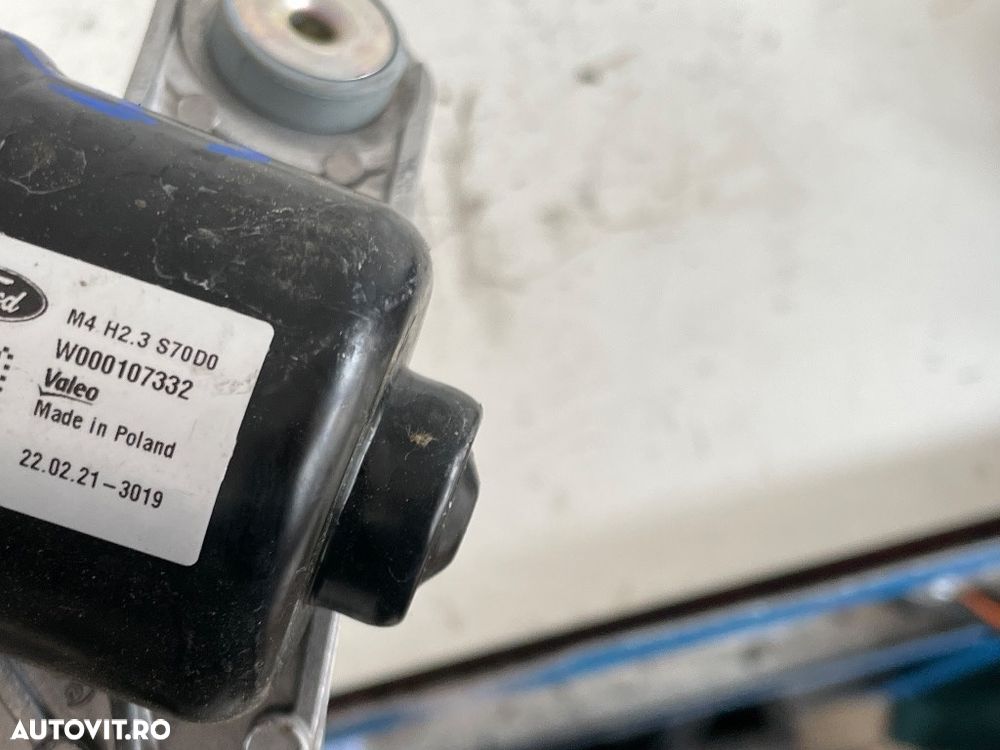 M4 H2.3 S70D0
W000107332
Valeo
Made in Poland
22.02.21-3019
AUTOVIT.RO